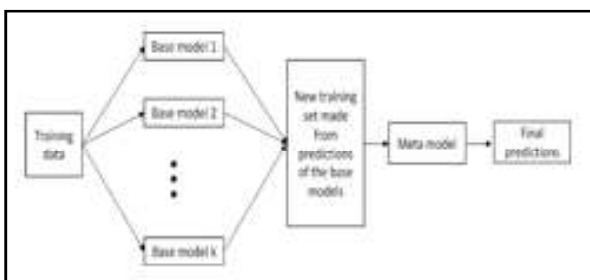 Base model 1
Base model 2
Training
data
Base model k
New training
set made
from
predictions
of the base
models
Meta model
Final
predictions